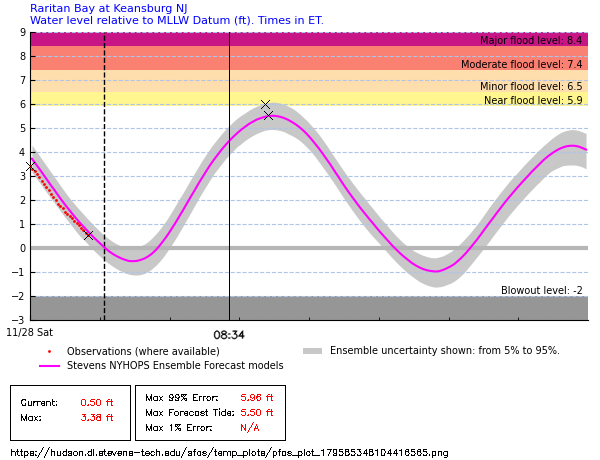 Raritan Bay at Keansburg NJ
Water level relative to MLLW Datum (ft). Times in ET.
9
Major flood level: 8.4
8
Moderate flood level: 7.4
7
Minor flood level: 6.5
Near flood level: 5.9
6
5
4
3
2
1
0
−1
−2
Blowout level: -2
−3
11/28 Sat
08:34
Observations (where available)
Ensemble uncertainty shown: from 5% to 95%.
Stevens NYHOPS Ensemble Forecast models
Current: 0.50 ft
Max: 3.38 ft
Max 99% Error: 5.96 ft
Max Forecast Tide: 5.50 ft
Max 1% Error: N/A
https://hudson.dl.stevens-tech.edu/sfas/temp_plots/pfas_plot_1795853481044165​65.png